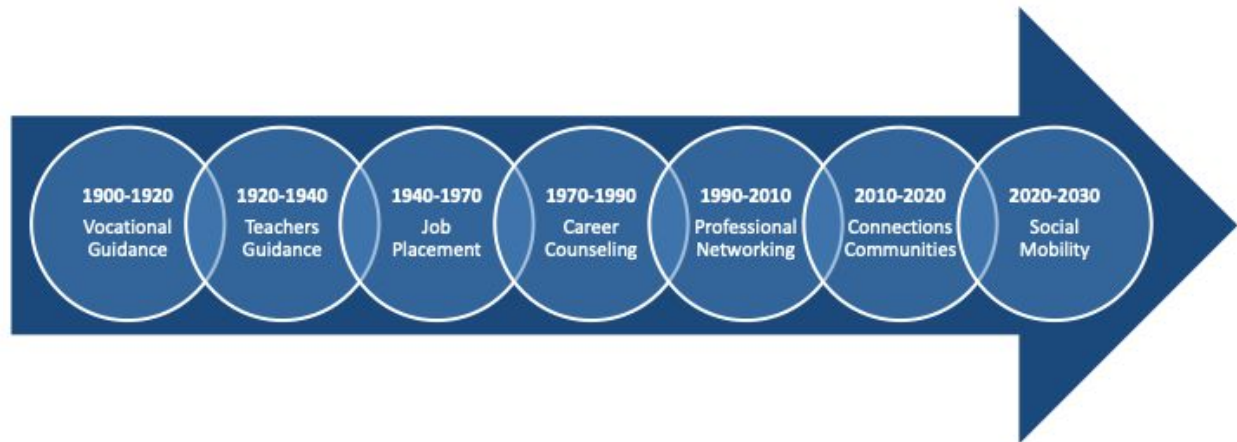 1900-1920
Vocational
Guidance
1920-1940
Teachers
Guidance
1940-1970
Job
Placement
1970-1990
Career
Counseling
1990-2010
Professional
Networking
2010-2020
Connections
Communities
2020-2030
Social
Mobility